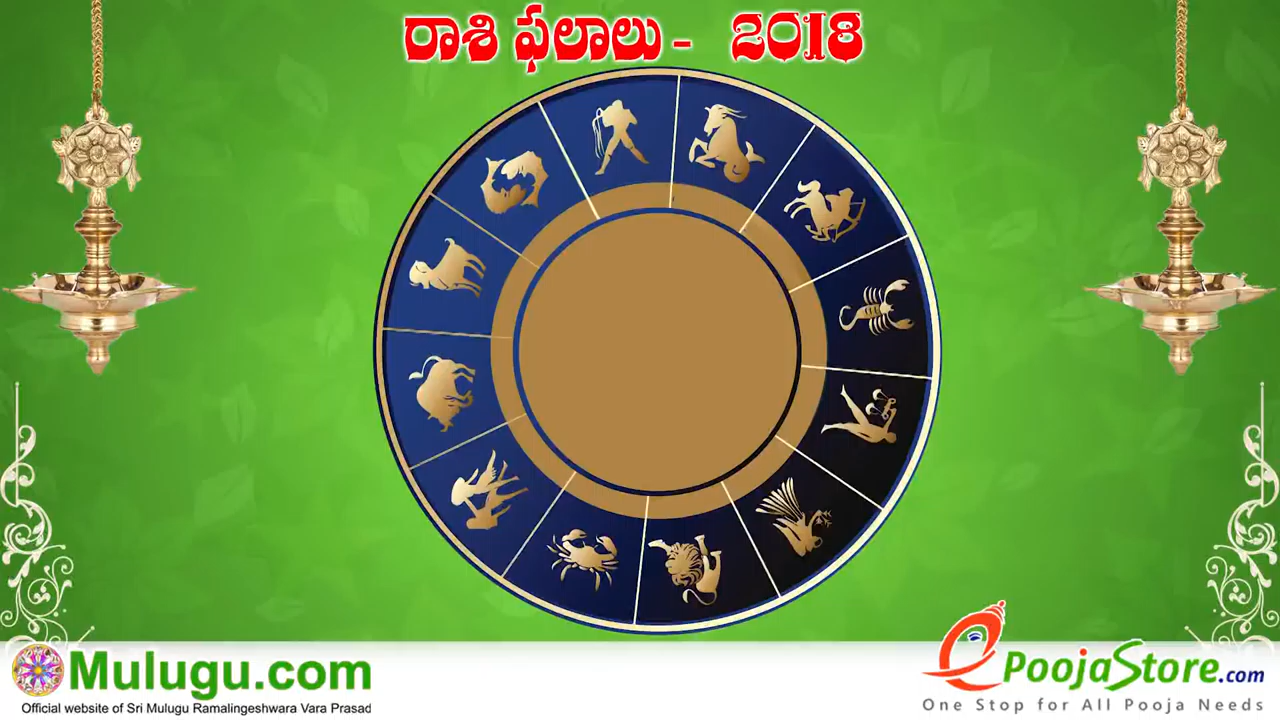 రాశి ఫలాలు - 2018
Mulugu.com
Official website of Sri Mulugu Ramalingeshwara Vara Prasad
ePoojaStore.com
One Stop for All Pooja Needs